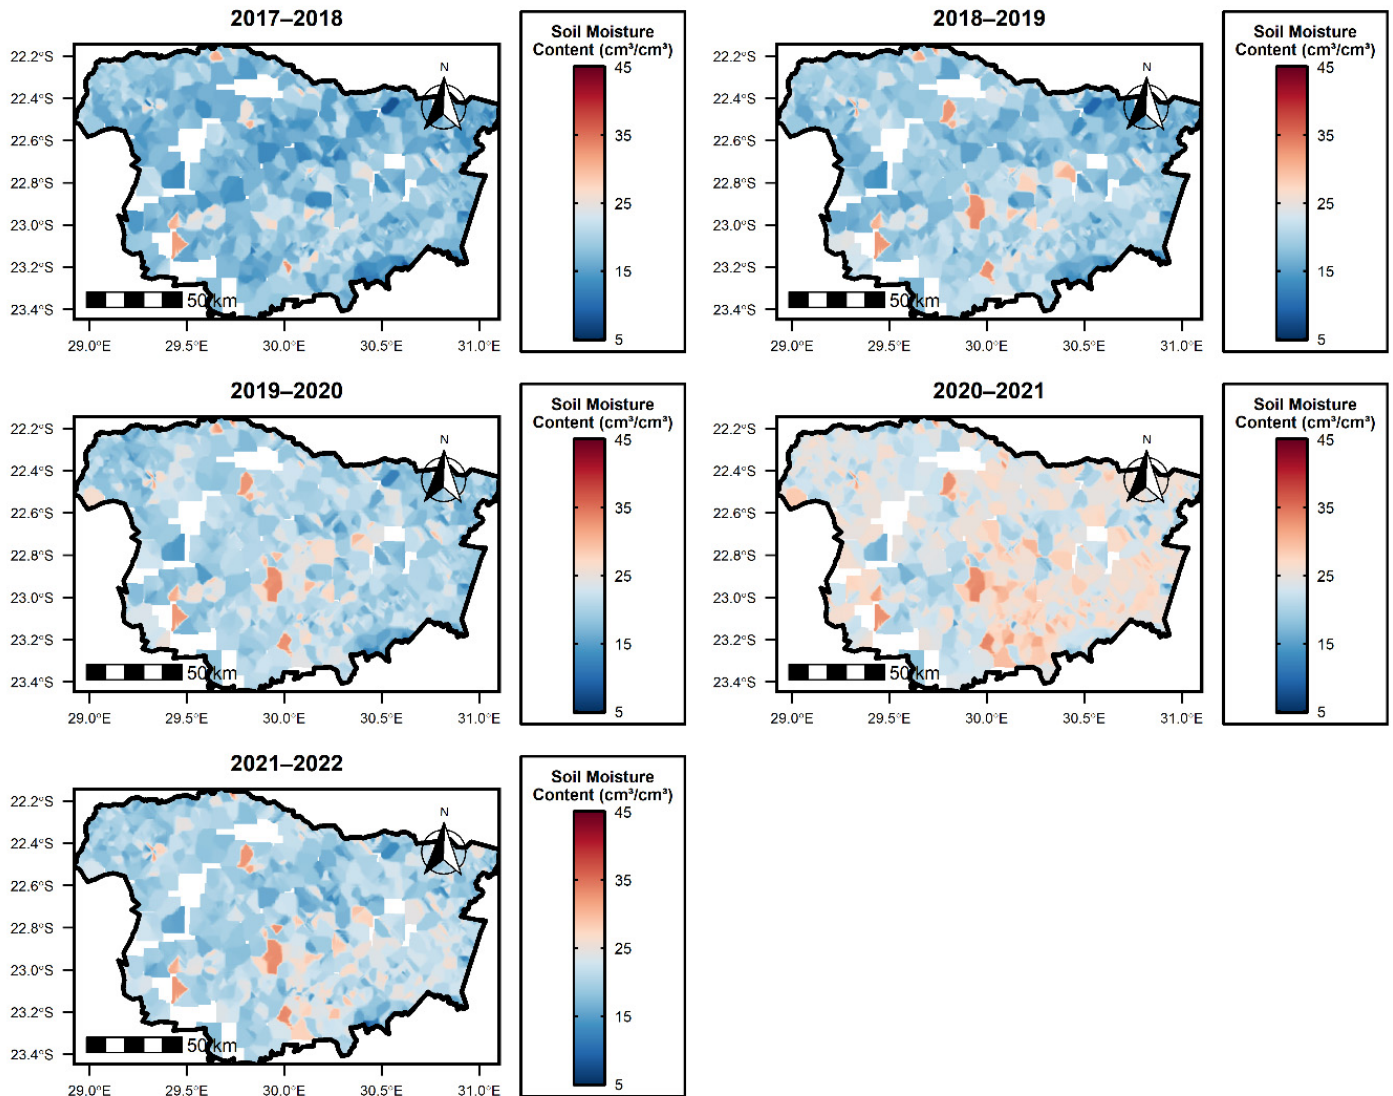 2017–2018
22.2°S
22.4°S
22.6°S
22.8°S
23.0°S
23.2°S
23.4°S
N
50 km
29.0°E 29.5°E 30.0°E 30.5°E 31.0°E
Soil Moisture
Content (cm³/cm³)
45
35
25
15
5
2018–2019
22.2°S
22.4°S
22.6°S
22.8°S
23.0°S
23.2°S
23.4°S
N
50 km
29.0°E 29.5°E 30.0°E 30.5°E 31.0°E
Soil Moisture
Content (cm³/cm³)
45
35
25
15
5
2019–2020
22.2°S
22.4°S
22.6°S
22.8°S
23.0°S
23.2°S
23.4°S
N
50 km
29.0°E 29.5°E 30.0°E 30.5°E 31.0°E
Soil Moisture
Content (cm³/cm³)
45
35
25
15
5
2020–2021
22.2°S
22.4°S
22.6°S
22.8°S
23.0°S
23.2°S
23.4°S
N
50 km
29.0°E 29.5°E 30.0°E 30.5°E 31.0°E
Soil Moisture
Content (cm³/cm³)
45
35
25
15
5
2021–2022
22.2°S
22.4°S
22.6°S
22.8°S
23.0°S
23.2°S
23.4°S
N
50 km
29.0°E 29.5°E 30.0°E 30.5°E 31.0°E
Soil Moisture
Content (cm³/cm³)
45
35
25
15
5